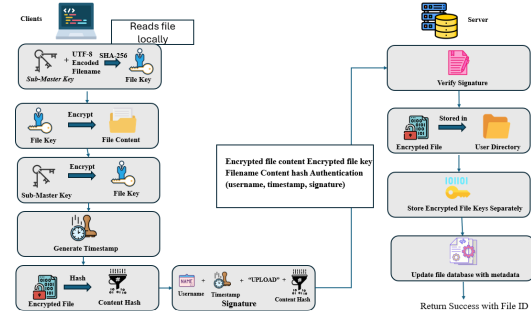 Clients
Reads file
locally
UTF-8
Encoded
Filename
+
SHA-256
Sub-Master Key
File Key
Encrypt
File Key
File Content
Encrypt
Sub-Master Key
File Key
Generate Timestamp
Hash
Encrypted File
Content Hash
NAME
+
+
“UPLOAD”
+
Username
Timestamp
Content Hash
Signature
Encrypted file content Encrypted file key
Filename Content hash Authentication
(username, timestamp, signature)
Server
Verify Signature
Stored in
Encrypted File
User Directory
Store Encrypted File Keys Separately
Update file database with metadata
Return Success with File ID